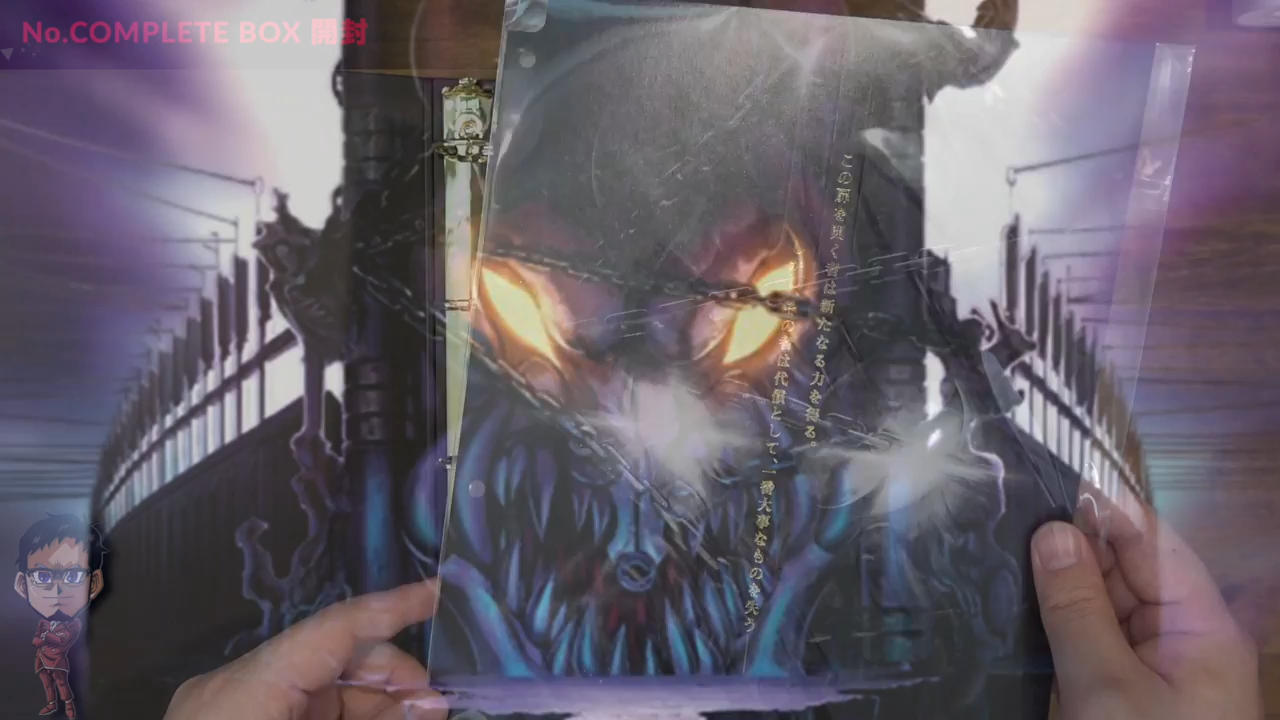 No.COMPLETE BOX 開封
この扉を開く者は新たなる力を得る。
その者は代償として、一番大事なものを失う